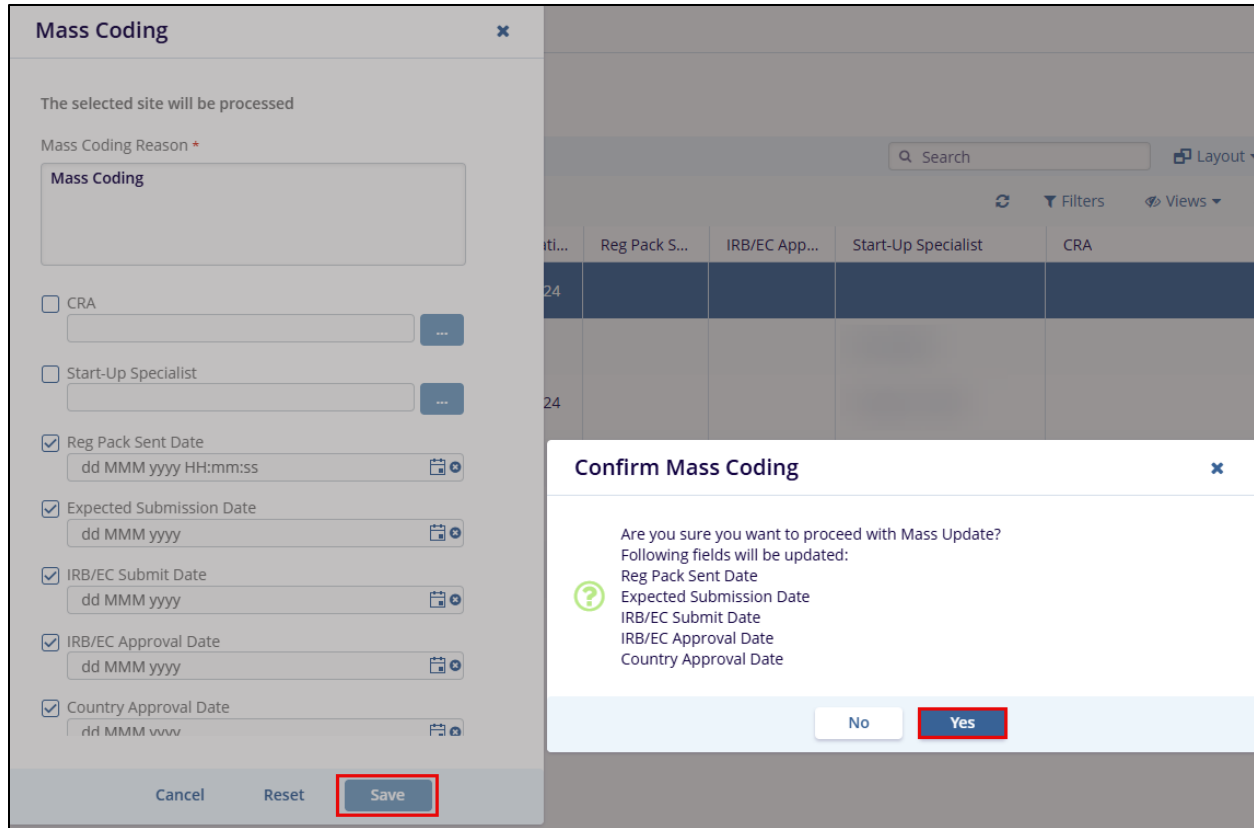 Mass Coding
The selected site will be processed
Mass Coding Reason *
Mass Coding
CRA
...
Start-Up Specialist
...
Reg Pack Sent Date
dd MMM yyyy HH:mm:ss
Expected Submission Date
dd MMM yyyy
IRB/EC Submit Date
dd MMM yyyy
IRB/EC Approval Date
dd MMM yyyy
Country Approval Date
dd MMM yyyy
Cancel Reset Save
Search Layout
Filters Views
ati... Reg Pack S... IRB/EC App... Start-Up Specialist CRA
24
24
Confirm Mass Coding
Are you sure you want to proceed with Mass Update?
Following fields will be updated:
Reg Pack Sent Date
Expected Submission Date
IRB/EC Submit Date
IRB/EC Approval Date
Country Approval Date
No Yes